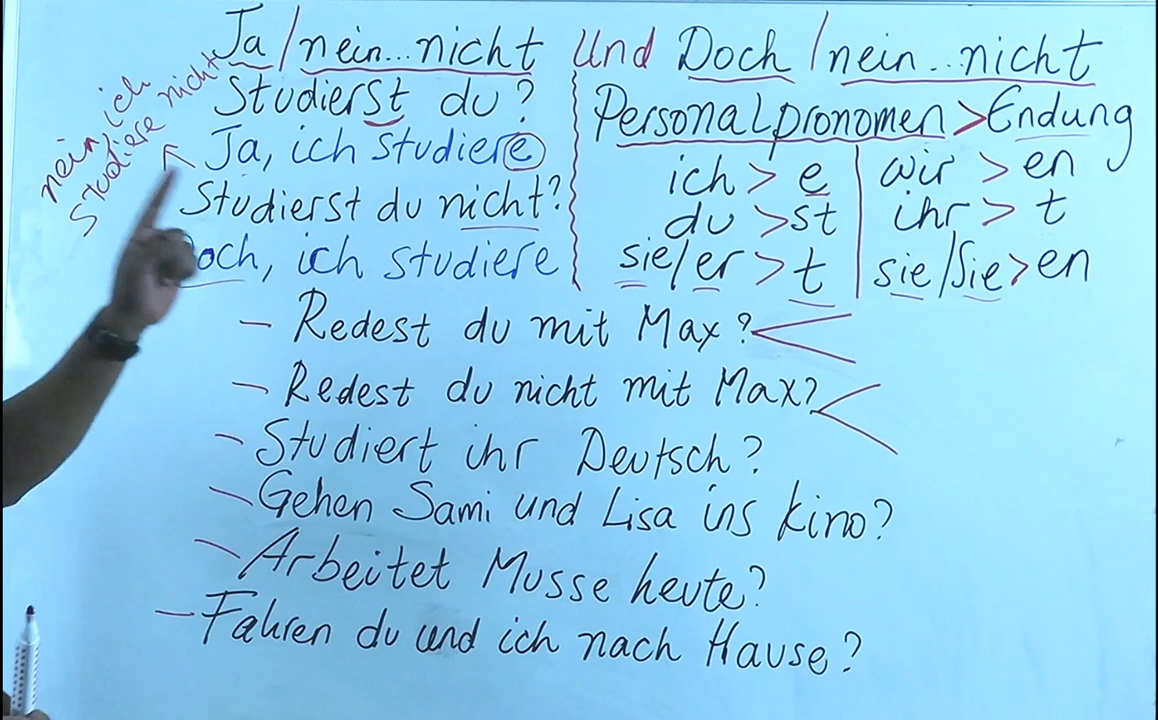 Ja/nein...nicht und Doch/nein...nicht
nein, ich
studiere nicht
Studierst du?
Ja, ich studiere
Studierst du nicht?
Doch, ich studiere
Personalpronomen > Endung
ich > e
du > st
sie/er > t
wir > en
ihr > t
sie/Sie > en
- Redest du mit Max?
- Redest du nicht mit Max?
- Studiert ihr Deutsch?
- Gehen Sami und Lisa ins Kino?
- Arbeitet Musse heute?
- Fahren du und ich nach Hause?